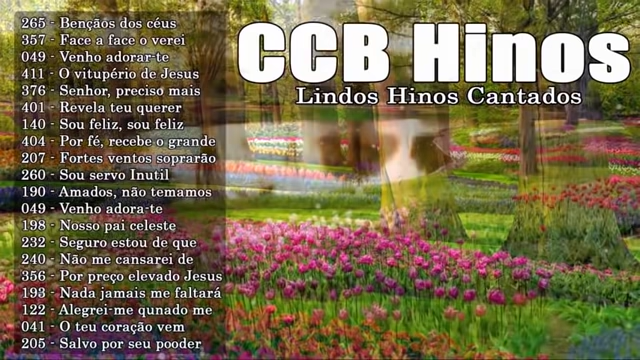 265 - Bençãos dos céus
357 - Face a face o verei
049 - Venho adorar-te
411 - O vitupério de Jesus
376 - Senhor, preciso mais
401 - Revela teu querer
140 - Sou feliz, sou feliz
404 - Por fé, recebe o grande
207 - Fortes ventos soprarão
260 - Sou servo Inutil
190 - Amados, não temamos
049 - Venho adora-te
198 - Nosso pai celeste
232 - Seguro estou de que
240 - Não me cansarei de
356 - Por preço elevado Jesus
193 - Nada jamais me faltará
122 - Alegrei-me qunado me
041 - O teu coração vem
205 - Salvo por seu pooder
CCB Hinos
Lindos Hinos Cantados